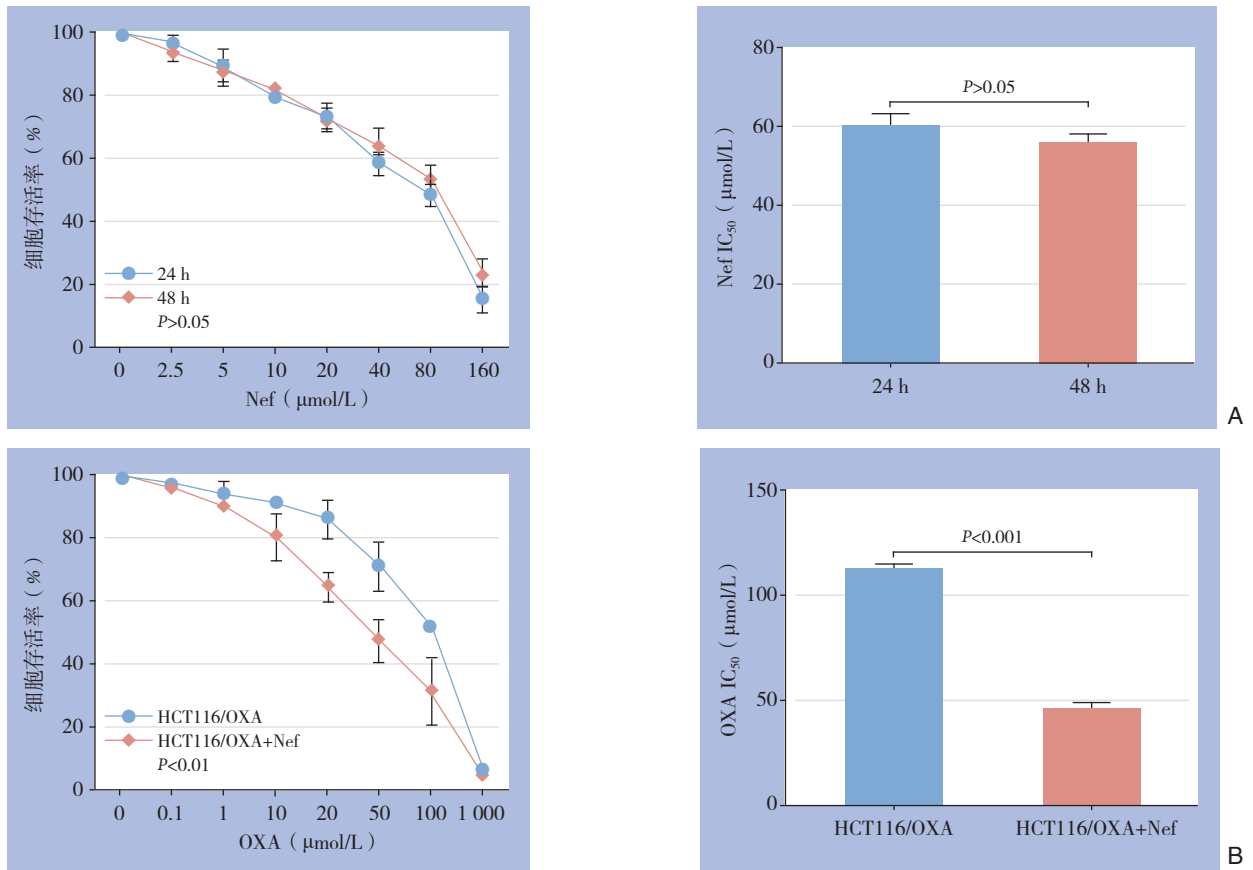 细胞存活率（%）
100
80
60
40
20
0
24 h
48 h
P>0.05
0 2.5 5 10 20 40 80 160
Nef（μmol/L）
Nef IC50（μmol/L）
80
60
40
20
0
P>0.05
24 h 48 h
A
细胞存活率（%）
100
80
60
40
20
0
HCT116/OXA
HCT116/OXA+Nef
P<0.01
0 0.1 1 10 20 50 100 1 000
OXA（μmol/L）
OXA IC50（μmol/L）
150
100
50
0
P<0.001
HCT116/OXA HCT116/OXA+Nef
B